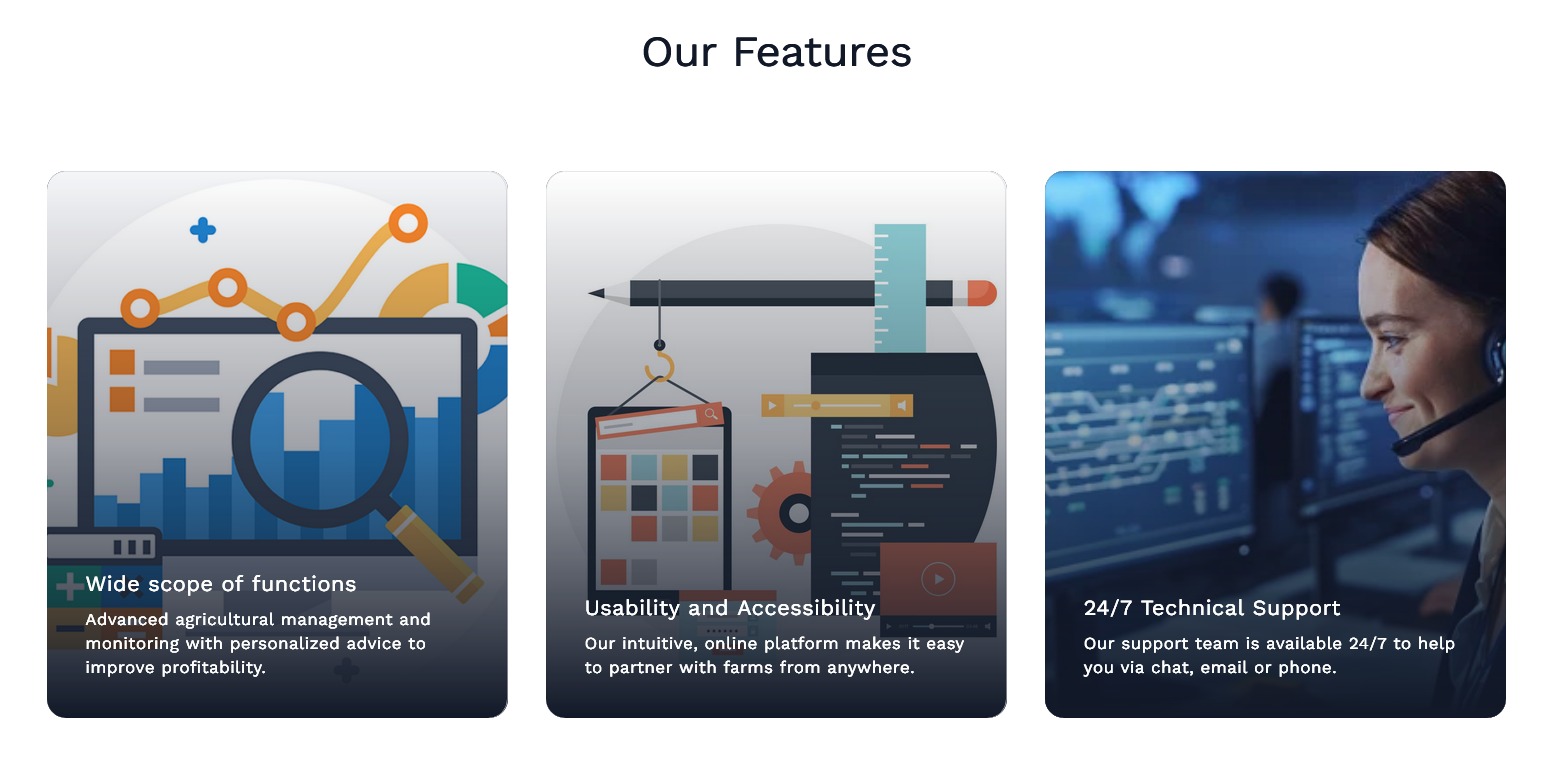 Our Features
Wide scope of functions
Advanced agricultural management and
monitoring with personalized advice to
improve profitability.
Usability and Accessibility
Our intuitive, online platform makes it easy
to partner with farms from anywhere.
24/7 Technical Support
Our support team is available 24/7 to help
you via chat, email or phone.